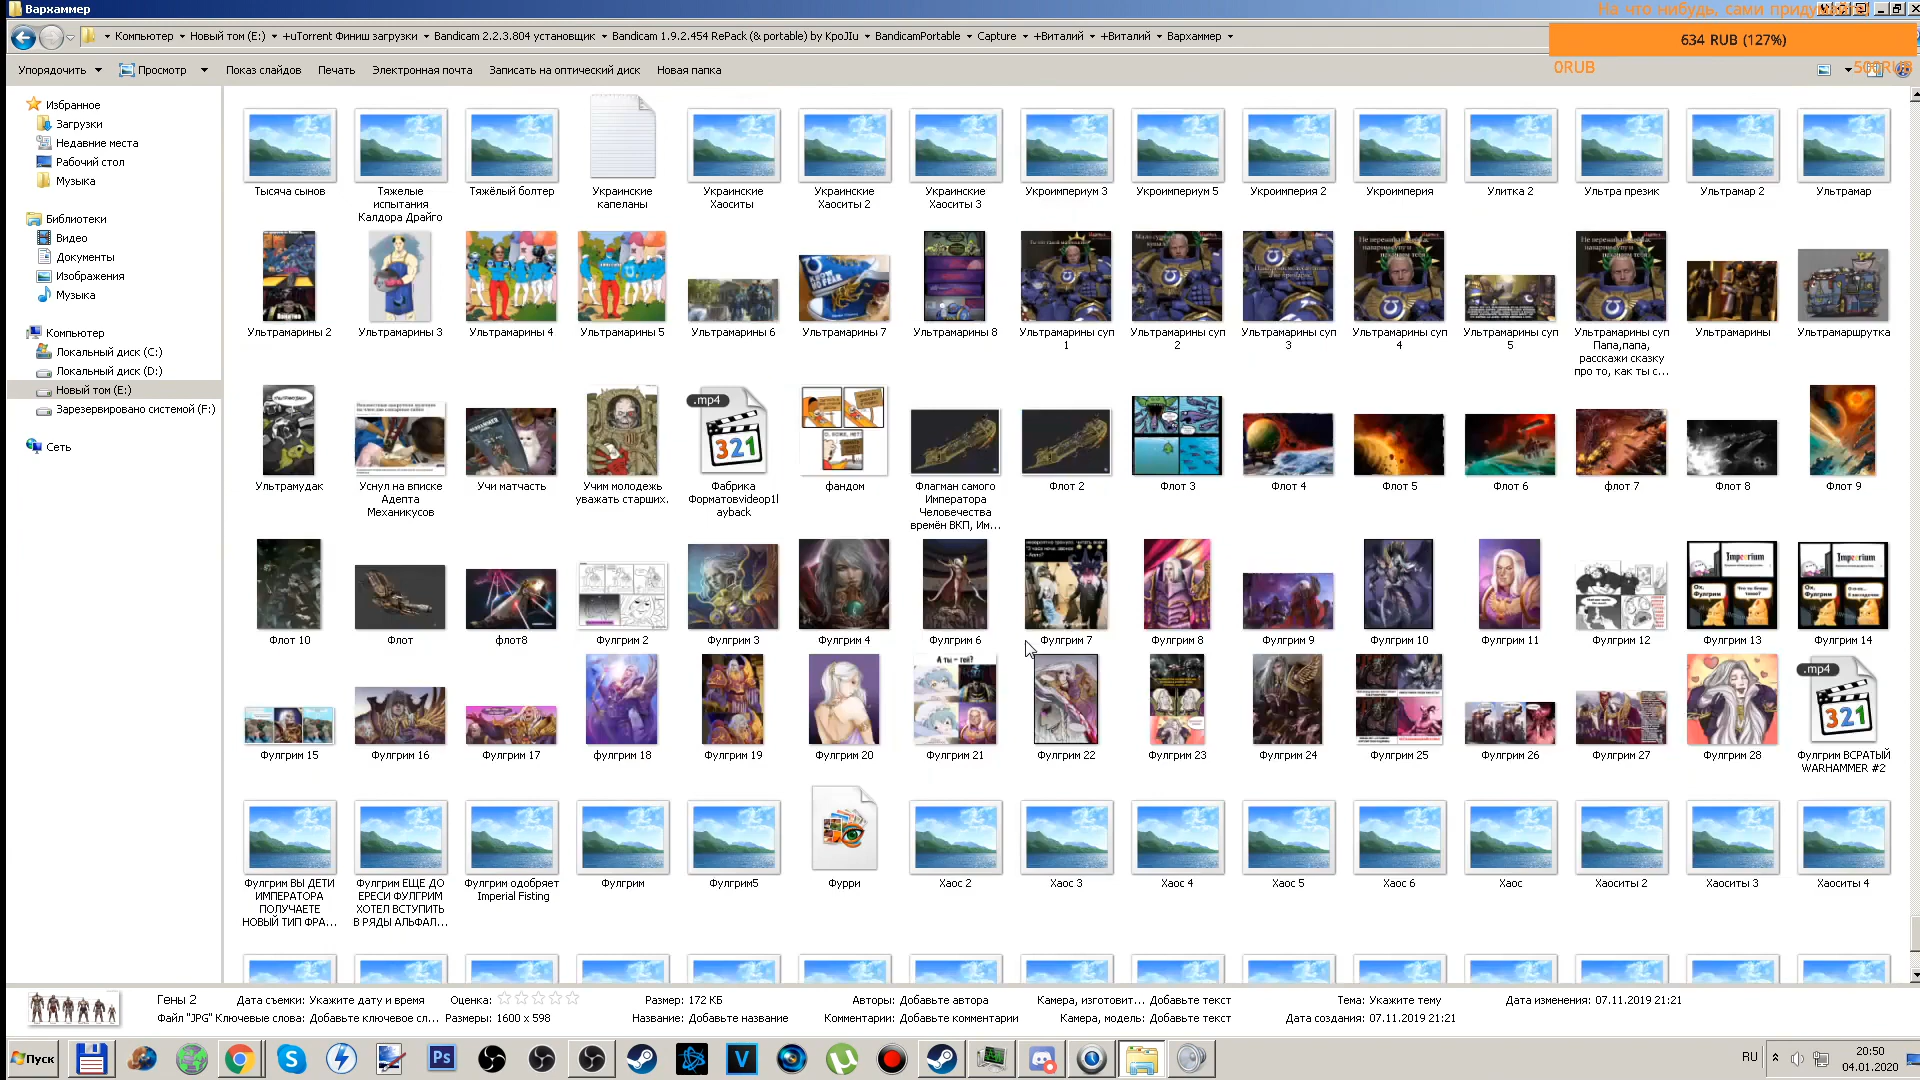 Вархаммер
На что нибудь, сами приду
634 RUB (127%)
0RUB
500RUB
Компьютер
Новый том (E:)
+uTorrent Финиш загрузки
Bandicam 2.2.3.804 установщик
Bandicam 1.9.2.454 RePack (& portable) by KpoJIu
BandicamPortable
Capture
+Виталий
+Виталий
Вархаммер
Упорядочить
Просмотр
Показ слайдов
Печать
Электронная почта
Записать на оптический диск
Новая папка
Избранное
Загрузки
Недавние места
Рабочий стол
Музыка
Библиотеки
Видео
Документы
Изображения
Музыка
Компьютер
Локальный диск (C:)
Локальный диск (D:)
Новый том (E:)
Зарезервировано системой (F:)
Сеть
Тысяча сынов
Тяжелые
испытания
Калдора Драйго
Тяжёлый болтер
Украинские
капеланы
Украинские
Хаоситы
Украинские
Хаоситы 2
Украинские
Хаоситы 3
Укроимпериум 3
Укроимпериум 5
Укроимперия 2
Укроимперия
Улитка 2
Ультра презик
Ультрамар 2
Ультрамар
Ультрамарины 2
Ультрамарины 3
Ультрамарины 4
Ультрамарины 5
Ультрамарины 6
Ультрамарины 7
Ультрамарины 8
Ультрамарины суп
1
Ультрамарины суп
2
Ультрамарины суп
3
Ультрамарины суп
4
Ультрамарины суп
5
Ультрамарины суп
Папа,папа,
расскажи сказку
про то, как ты с...
Ультрамарины
Ультрамаршрутка
Ультрамудак
Уснул на вписке
Адепта
Механикусов
Учи матчасть
Учим молодежь
уважать старших.
.mp4
321
Фабрика
Форматовvideop1l
ayback
фандом
Флагман самого
Императора
Человечества
времён ВКП, Им...
Флот 2
Флот 3
Флот 4
Флот 5
Флот 6
флот 7
Флот 8
Флот 9
Флот 10
Флот
флот8
Фулгрим 2
Фулгрим 3
Фулгрим 4
Фулгрим 6
Фулгрим 7
Фулгрим 8
Фулгрим 9
Фулгрим 10
Фулгрим 11
Фулгрим 12
Фулгрим 13
Фулгрим 14
А ты - гей?
.mp4
321
Фулгрим 15
Фулгрим 16
Фулгрим 17
фулгрим 18
Фулгрим 19
Фулгрим 20
Фулгрим 21
Фулгрим 22
Фулгрим 23
Фулгрим 24
Фулгрим 25
Фулгрим 26
Фулгрим 27
Фулгрим 28
Фулгрим ВСРАТЫЙ
WARHAMMER #2
Фулгрим ВЫ ДЕТИ
ИМПЕРАТОРА
ПОЛУЧАЕТЕ
НОВЫЙ ТИП ФРА...
Фулгрим ЕЩЕ ДО
ЕРЕСИ ФУЛГРИМ
ХОТЕЛ ВСТУПИТЬ
В РЯДЫ АЛЬФАЛ...
Фулгрим одобряет
Imperial Fisting
Фулгрим
Фулгрим5
Фурри
Хаос 2
Хаос 3
Хаос 4
Хаос 5
Хаос 6
Хаос
Хаоситы 2
Хаоситы 3
Хаоситы 4
Гены 2
Дата съемки: Укажите дату и время
Оценка:
Размер: 172 КБ
Авторы: Добавьте автора
Камера, изготовит... Добавьте текст
Тема: Укажите тему
Дата изменения: 07.11.2019 21:21
Файл "JPG"
Ключевые слова: Добавьте ключевое сл...
Размеры: 1600 x 598
Название: Добавьте название
Комментарии: Добавьте комментарии
Камера, модель: Добавьте текст
Дата создания: 07.11.2019 21:21
Пуск
Ps
V
RU
20:50
04.01.2020